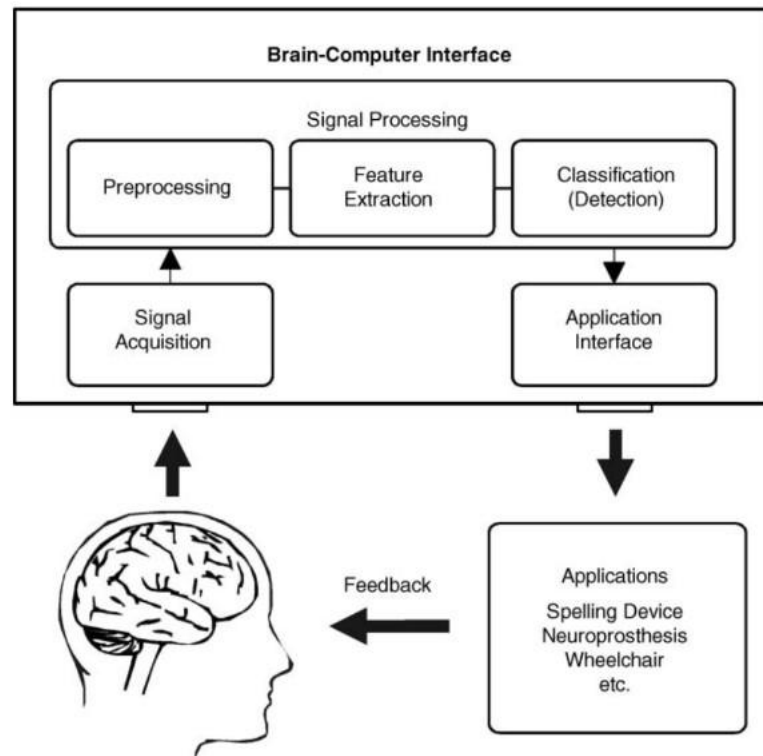 Brain-Computer Interface
Signal Processing
Preprocessing
Feature
Extraction
Classification
(Detection)
Signal
Acquisition
Application
Interface
Feedback
Applications
Spelling Device
Neuroprosthesis
Wheelchair
etc.